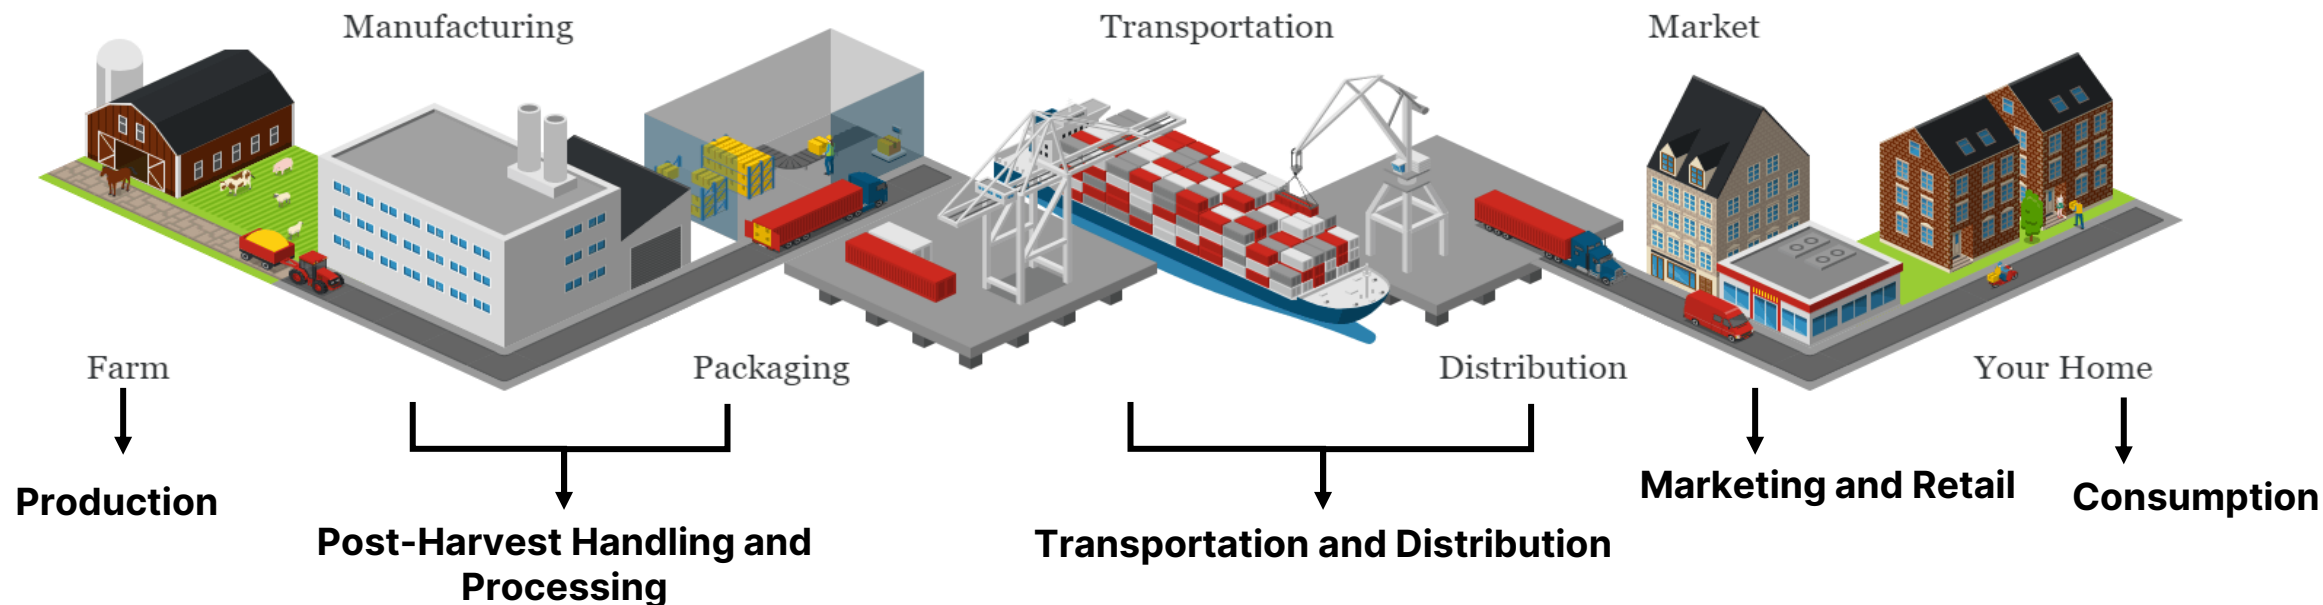 Manufacturing
Transportation
Market
Farm
Packaging
Distribution
Your Home
Production
Post-Harvest Handling and
Processing
Transportation and Distribution
Marketing and Retail
Consumption